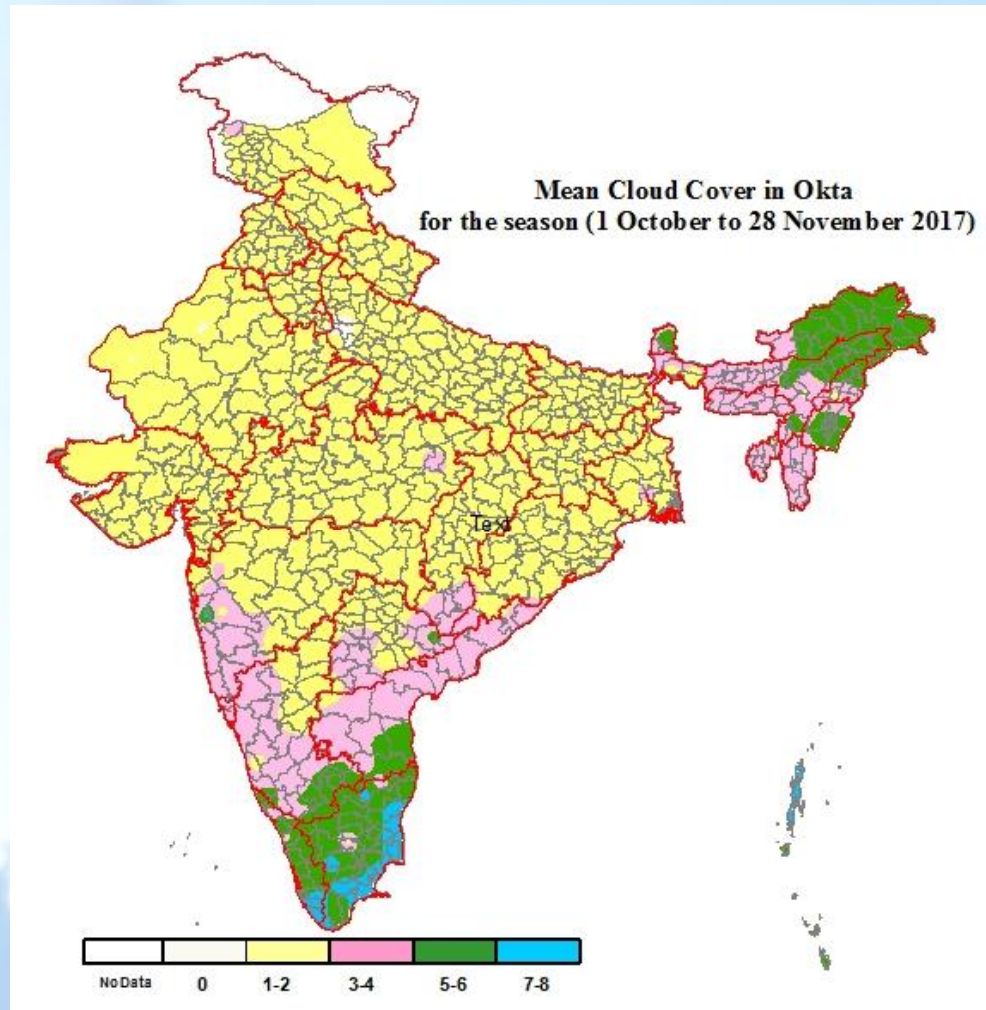 Mean Cloud Cover in Okta
for the season (1 October to 28 November 2017)
Text
No Data 0 1-2 3-4 5-6 7-8